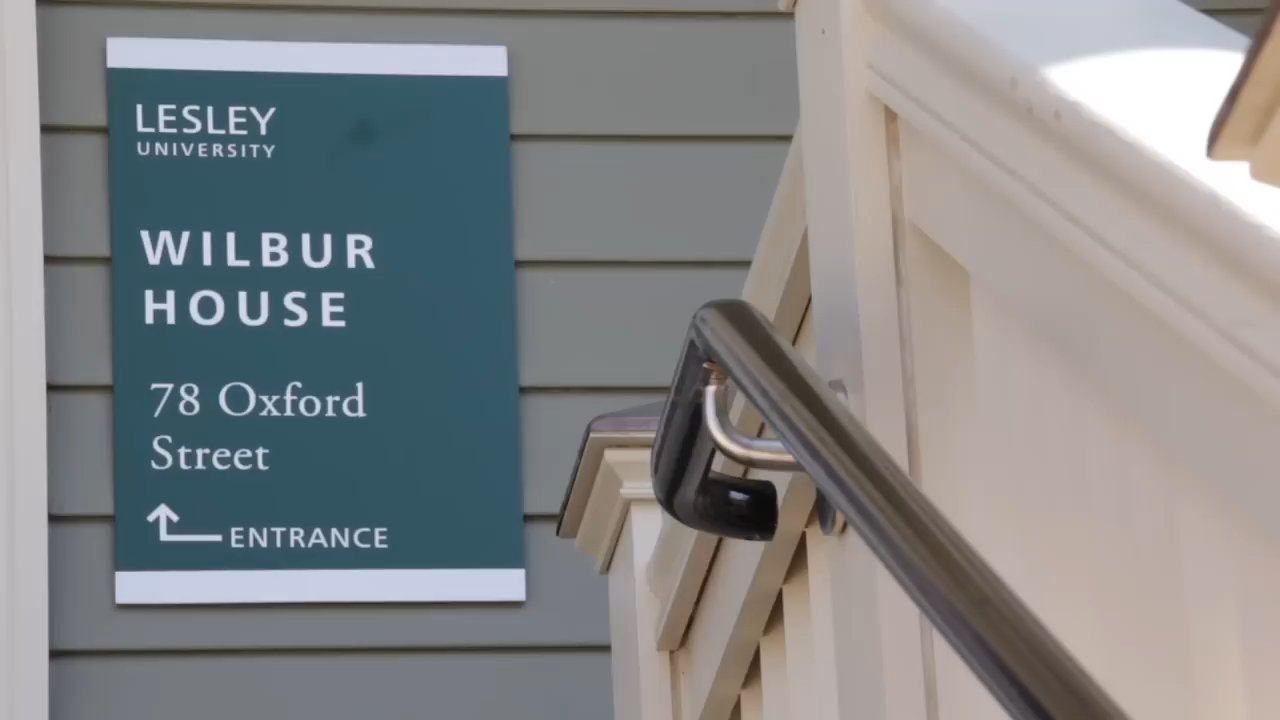 LESLEY
UNIVERSITY
WILBUR
HOUSE
78 Oxford
Street
ENTRANCE